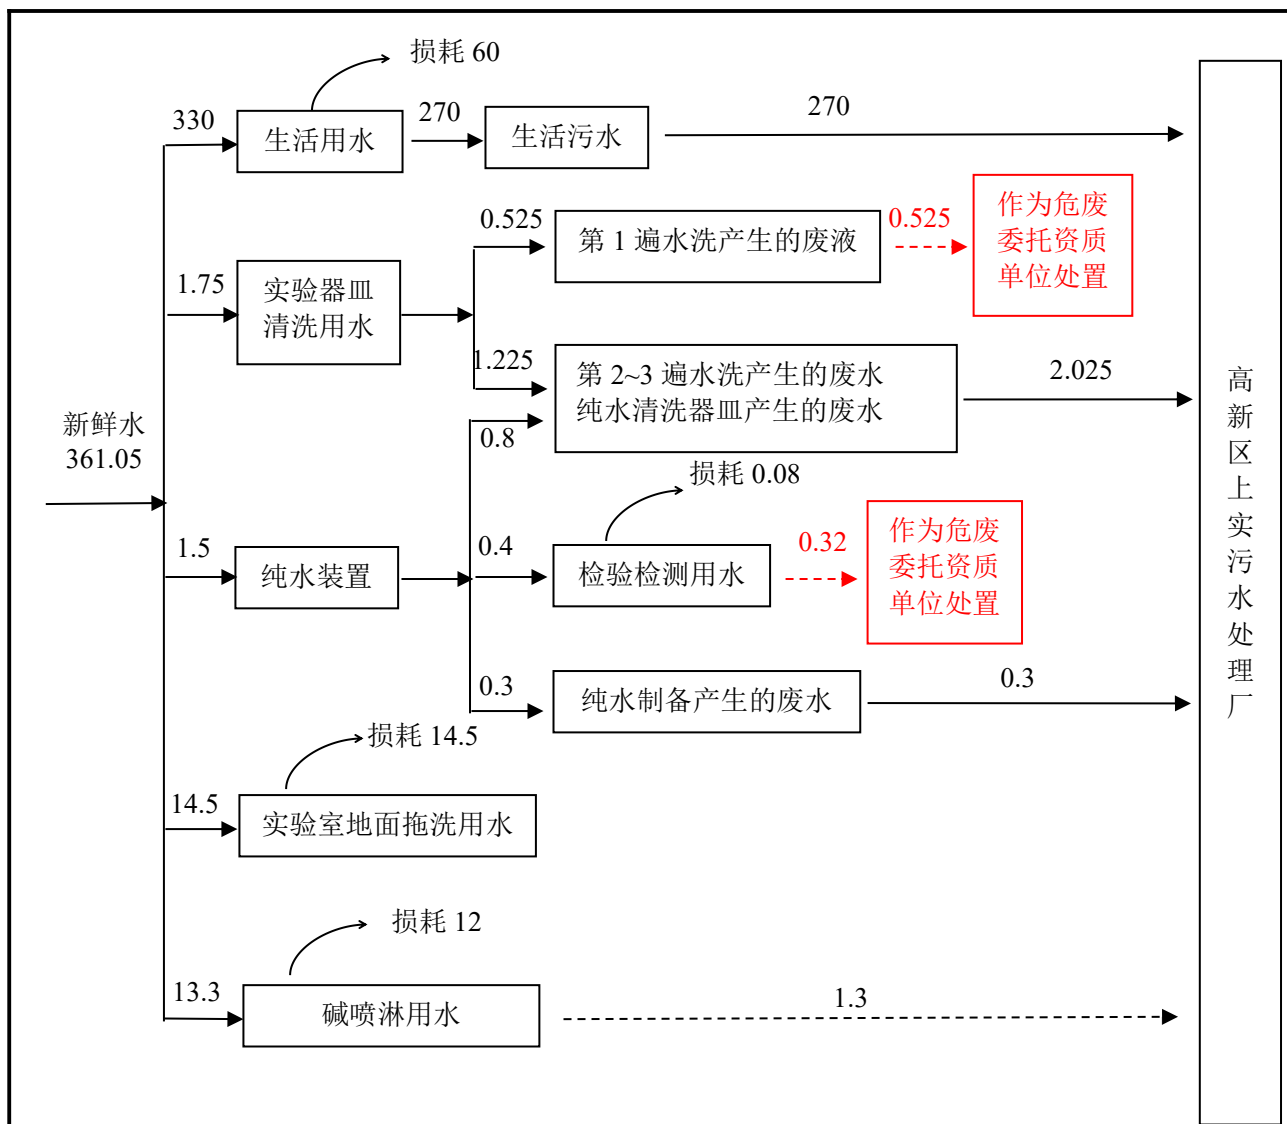 损耗 60
330
生活用水
270
生活污水
270
0.525
第 1 遍水洗产生的废液
0.525
作为危废
委托资质
单位处置
1.75
实验器皿
清洗用水
1.225
第 2~3 遍水洗产生的废水
纯水清洗器皿产生的废水
2.025
0.8
新鲜水
361.05
损耗 0.08
1.5
纯水装置
0.4
检验检测用水
0.32
作为危废
委托资质
单位处置
0.3
纯水制备产生的废水
0.3
损耗 14.5
14.5
实验室地面拖洗用水
损耗 12
13.3
碱喷淋用水
1.3
高
新
区
上
实
污
水
处
理
厂